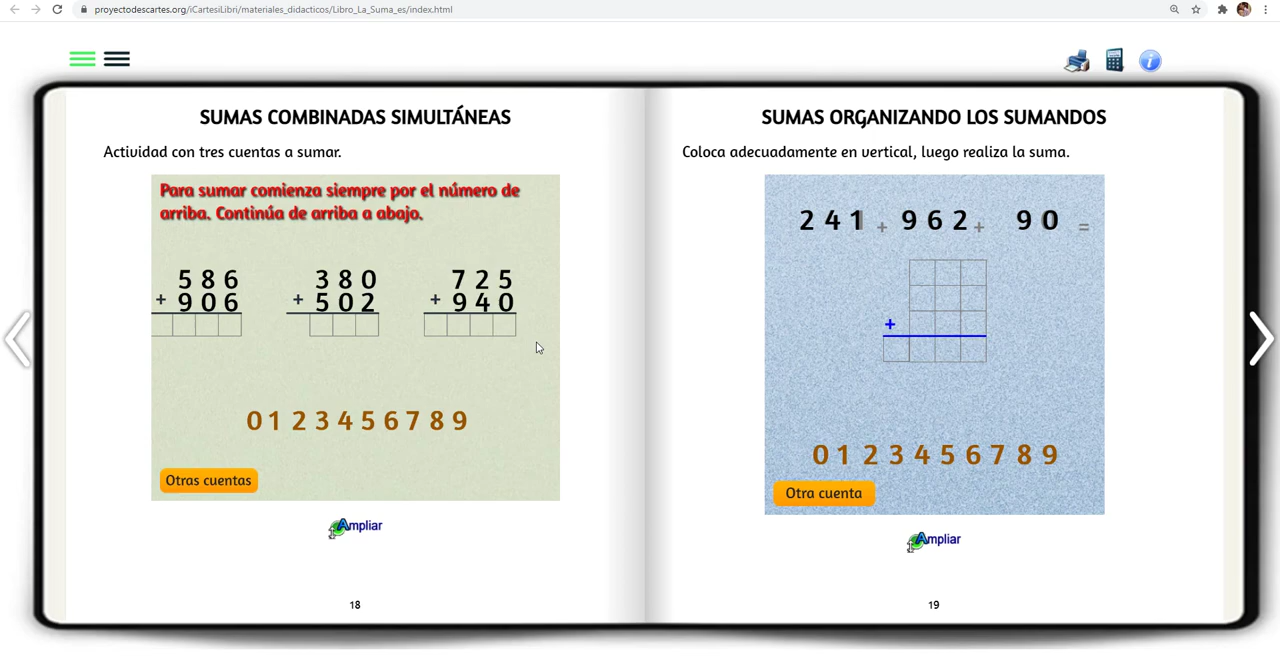 proyectodescartes.org/iCartesiLibri/materiales_didacticos/Libro_La_Suma_es/index.html
SUMAS COMBINADAS SIMULTÁNEAS
Actividad con tres cuentas a sumar.
Para sumar comienza siempre por el número de
arriba. Continúa de arriba a abajo.
586 380 725
+ 906 + 502 + 940
0 1 2 3 4 5 6 7 8 9
Otras cuentas
Ampliar
18
SUMAS ORGANIZANDO LOS SUMANDOS
Coloca adecuadamente en vertical, luego realiza la suma.
241 + 962 + 90 =
+
0 1 2 3 4 5 6 7 8 9
Otra cuenta
Ampliar
19